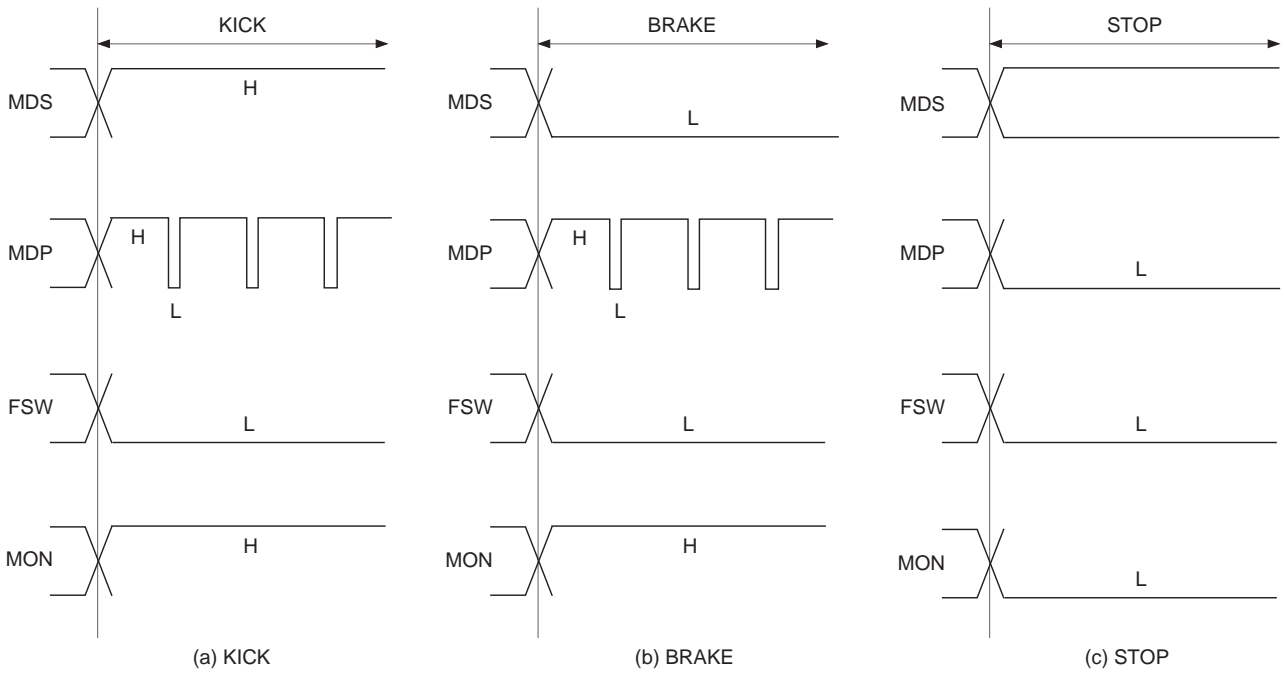 KICK
MDS
H
MDP
H
L
FSW
L
MON
H
(a) KICK
BRAKE
MDS
L
MDP
H
L
FSW
L
MON
H
(b) BRAKE
STOP
MDS
MDP
L
FSW
L
MON
L
(c) STOP